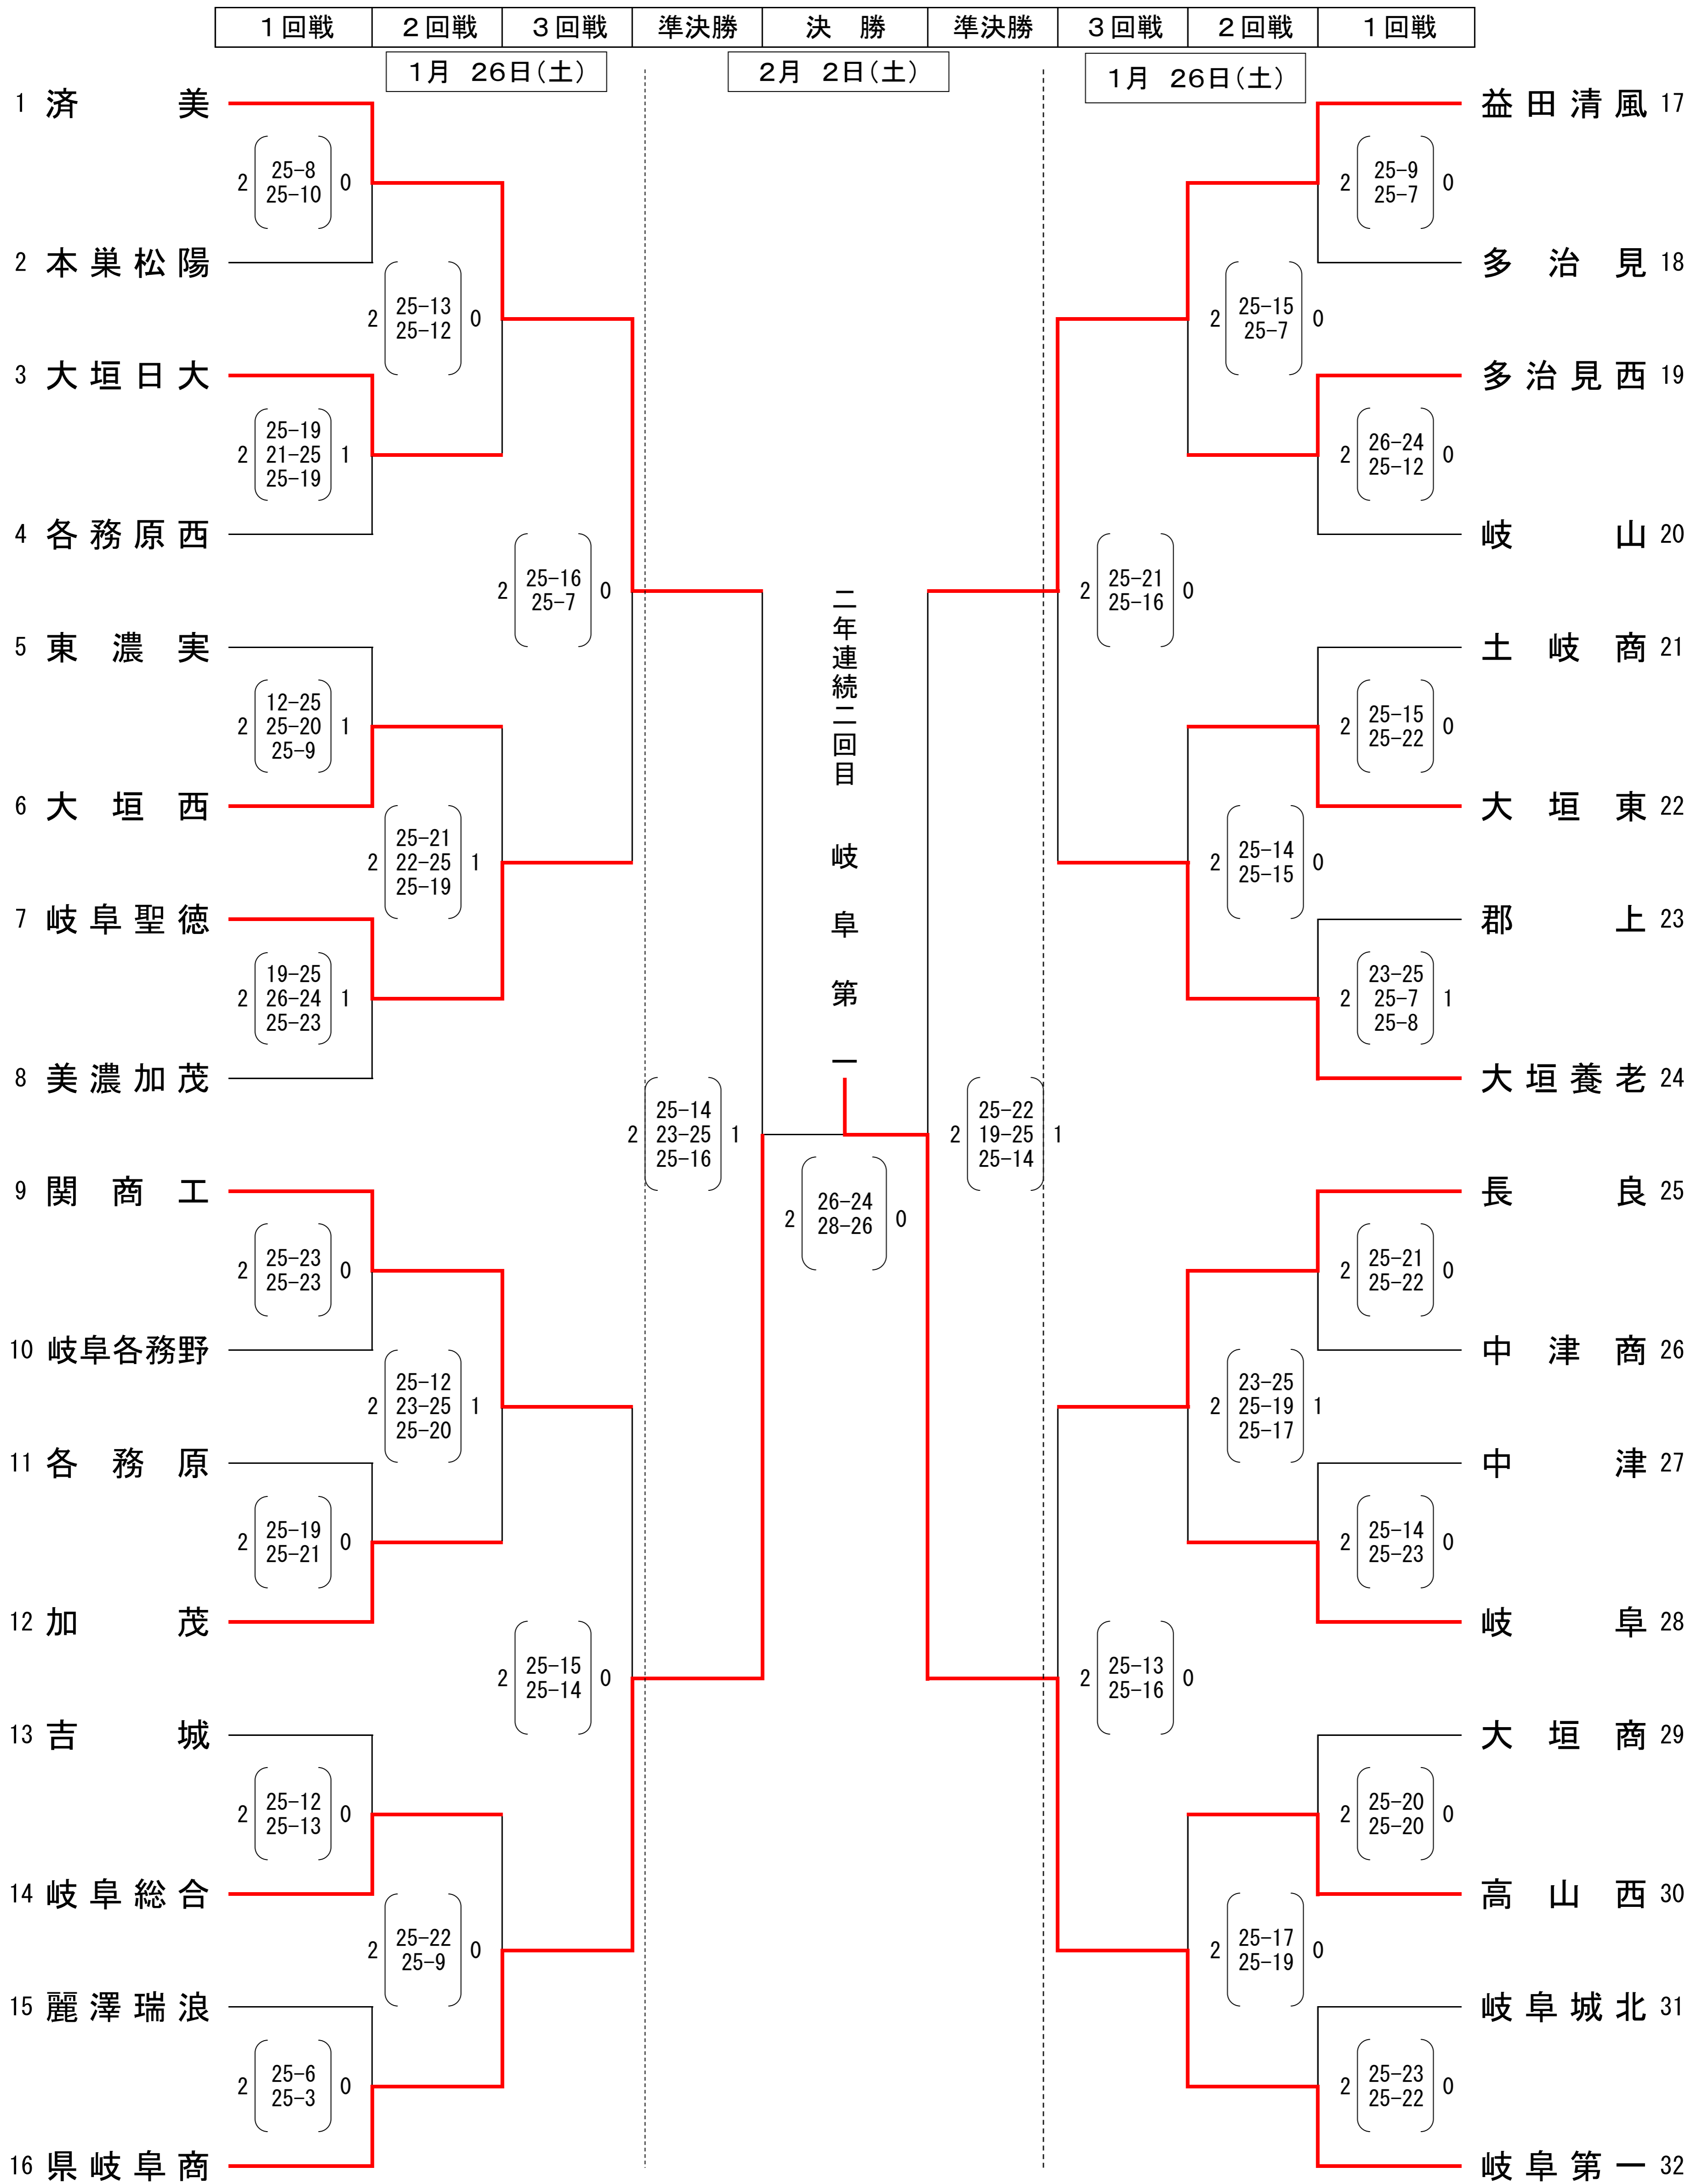 1回戦 2回戦 3回戦 準決勝 決 勝 準決勝 3回戦 2回戦 1回戦
1月 26日(土) 2月 2日(土) 1月 26日(土)
1 済 美
2 25-8 0
25-10
2 本巣松陽
2 25-13 0
25-12
3 大垣日大
25-19
2 21-25 1
25-19
4 各務原西
2 25-16 0
25-7
5 東 濃 実
12-25
2 25-20 1
25-9
6 大 垣 西
25-21
2 22-25 1
25-19
7 岐阜聖徳
19-25
2 26-24 1
25-23
8 美濃加茂
25-14
2 23-25 1
25-16
9 関 商 工
2 25-23 0
25-23
10 岐阜各務野
25-12
2 23-25 1
25-20
11 各 務 原
2 25-19 0
25-21
12 加 茂
2 25-15 0
25-14
13 吉 城
2 25-12 0
25-13
14 岐阜総合
2 25-22 0
25-9
15 麗澤瑞浪
2 25-6 0
25-3
16 県岐阜商
二年連続二回目 岐阜第一
2 26-24 0
28-26
益田清風 17
2 25-9 0
25-7
多 治 見 18
2 25-15 0
25-7
多治見西 19
2 26-24 0
25-12
岐 山 20
2 25-21 0
25-16
土 岐 商 21
2 25-15 0
25-22
大 垣 東 22
2 25-14 0
25-15
郡 上 23
23-25
2 25-7 1
25-8
大垣養老 24
25-22
2 19-25 1
25-14
長 良 25
2 25-21 0
25-22
中 津 商 26
23-25
2 25-19 1
25-17
中 津 27
2 25-14 0
25-23
岐 阜 28
2 25-13 0
25-16
大 垣 商 29
2 25-20 0
25-20
高 山 西 30
2 25-17 0
25-19
岐阜城北 31
2 25-23 0
25-22
岐阜第一 32